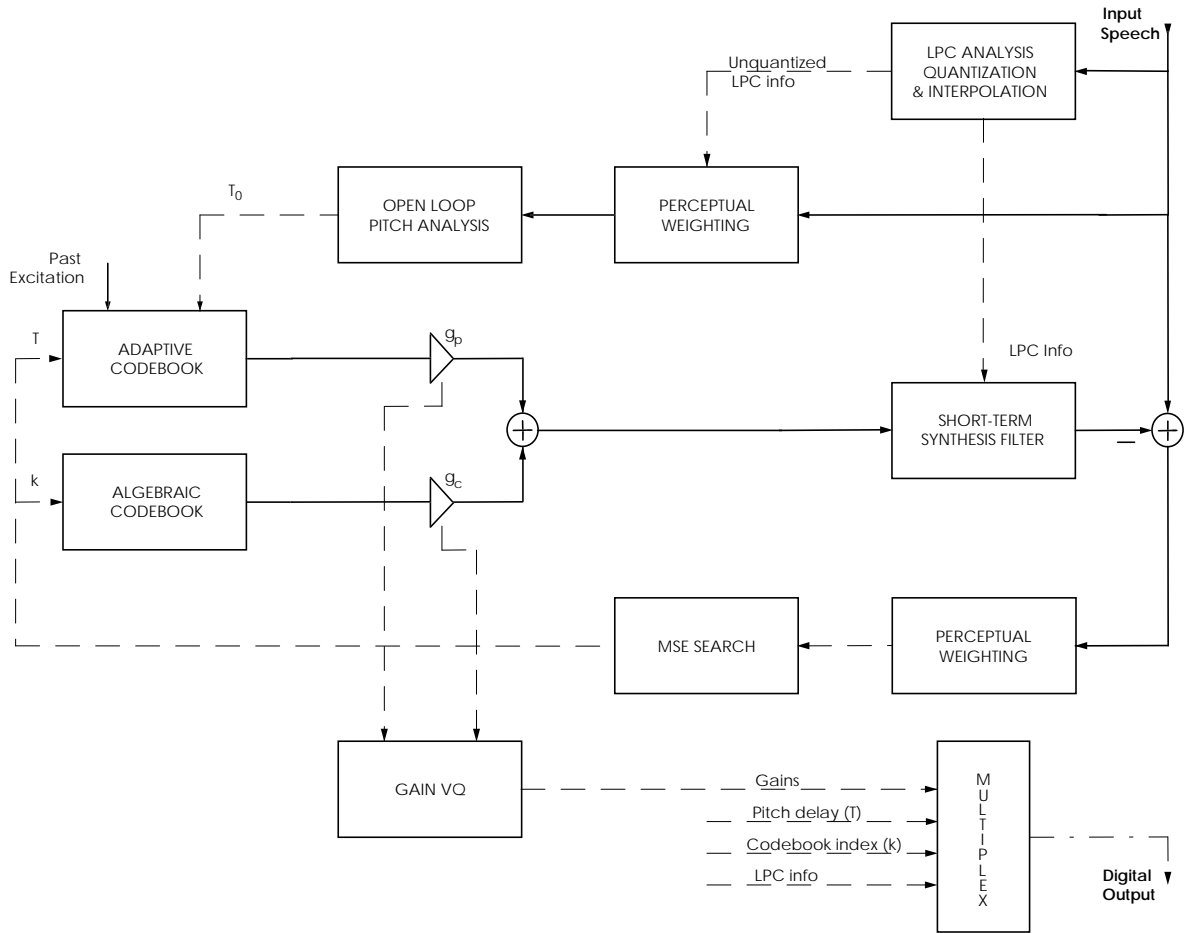 Input
Speech
LPC ANALYSIS
QUANTIZATION
& INTERPOLATION
Unquantized
LPC info
T0
OPEN LOOP
PITCH ANALYSIS
PERCEPTUAL
WEIGHTING
Past
Excitation
T
ADAPTIVE
CODEBOOK
gp
LPC Info
SHORT-TERM
SYNTHESIS FILTER
k
ALGEBRAIC
CODEBOOK
gc
MSE SEARCH
PERCEPTUAL
WEIGHTING
GAIN VQ
Gains
Pitch delay (T)
Codebook index (k)
LPC info
MULTIPLEX
Digital
Output